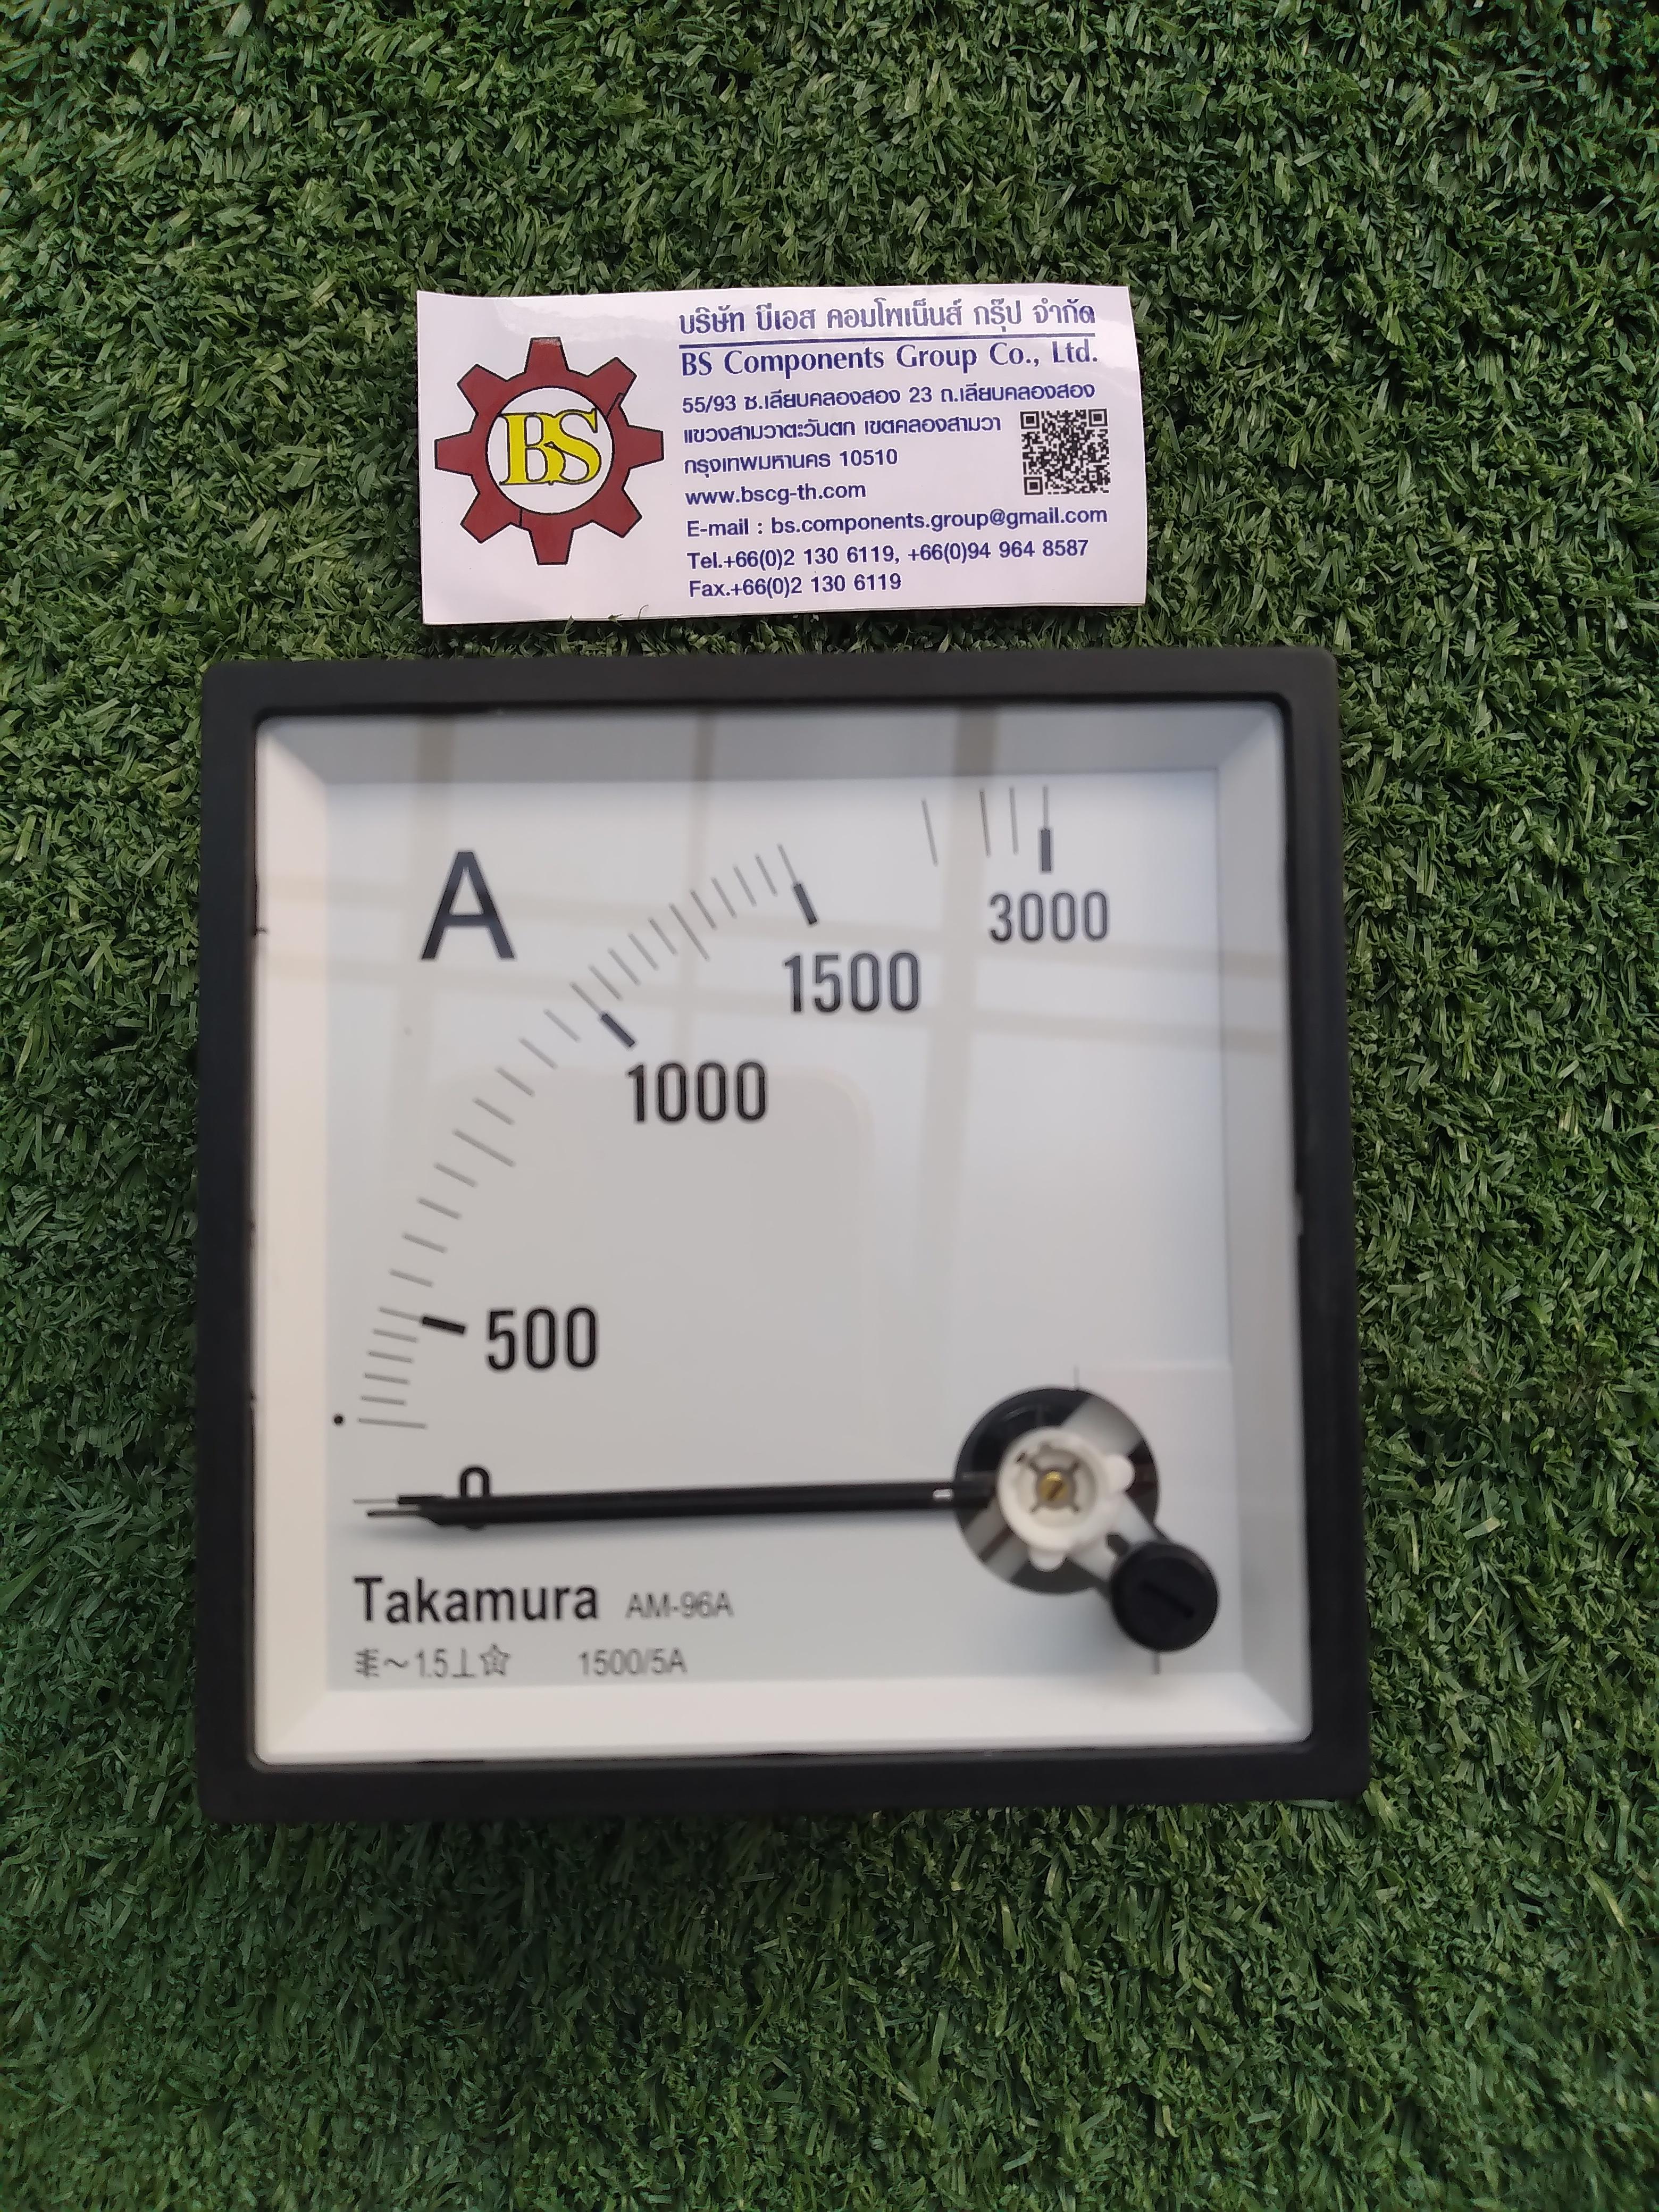 BS
บริษัท บีเอส คอมโพเน็นส์ กรุ๊ป จำกัด
BS Components Group Co., Ltd.
55/93 ซ.เลียบคลองสอง 23 ถ.เลียบคลองสอง
แขวงสามวาตะวันตก เขตคลองสามวา
กรุงเทพมหานคร 10510
www.bscg-th.com
E-mail : bs.components.group@gmail.com
Tel.+66(0)2 130 6119, +66(0)94 964 8587
Fax.+66(0)2 130 6119
A
3000
1500
1000
500
0
Takamura AM-96A
~ 1.5 ⊥ 1500/5A